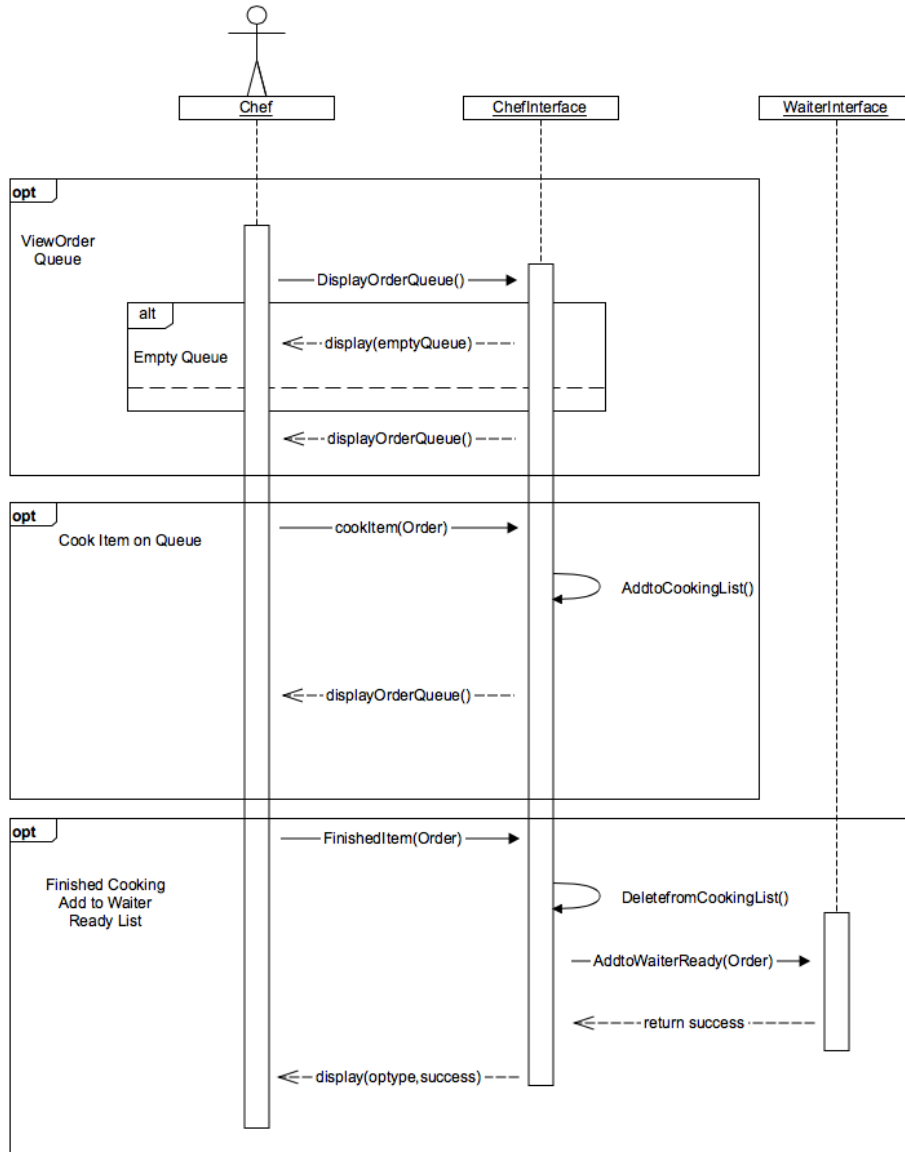 Chef
ChefInterface
WaiterInterface
opt
ViewOrder
Queue
DisplayOrderQueue()
alt
display(emptyQueue)
Empty Queue
displayOrderQueue()
opt
Cook Item on Queue
cookItem(Order)
AddtoCookingList()
displayOrderQueue()
opt
FinishedItem(Order)
Finished Cooking
Add to Waiter
Ready List
DeletefromCookingList()
AddtoWaiterReady(Order)
return success
display(optype,success)